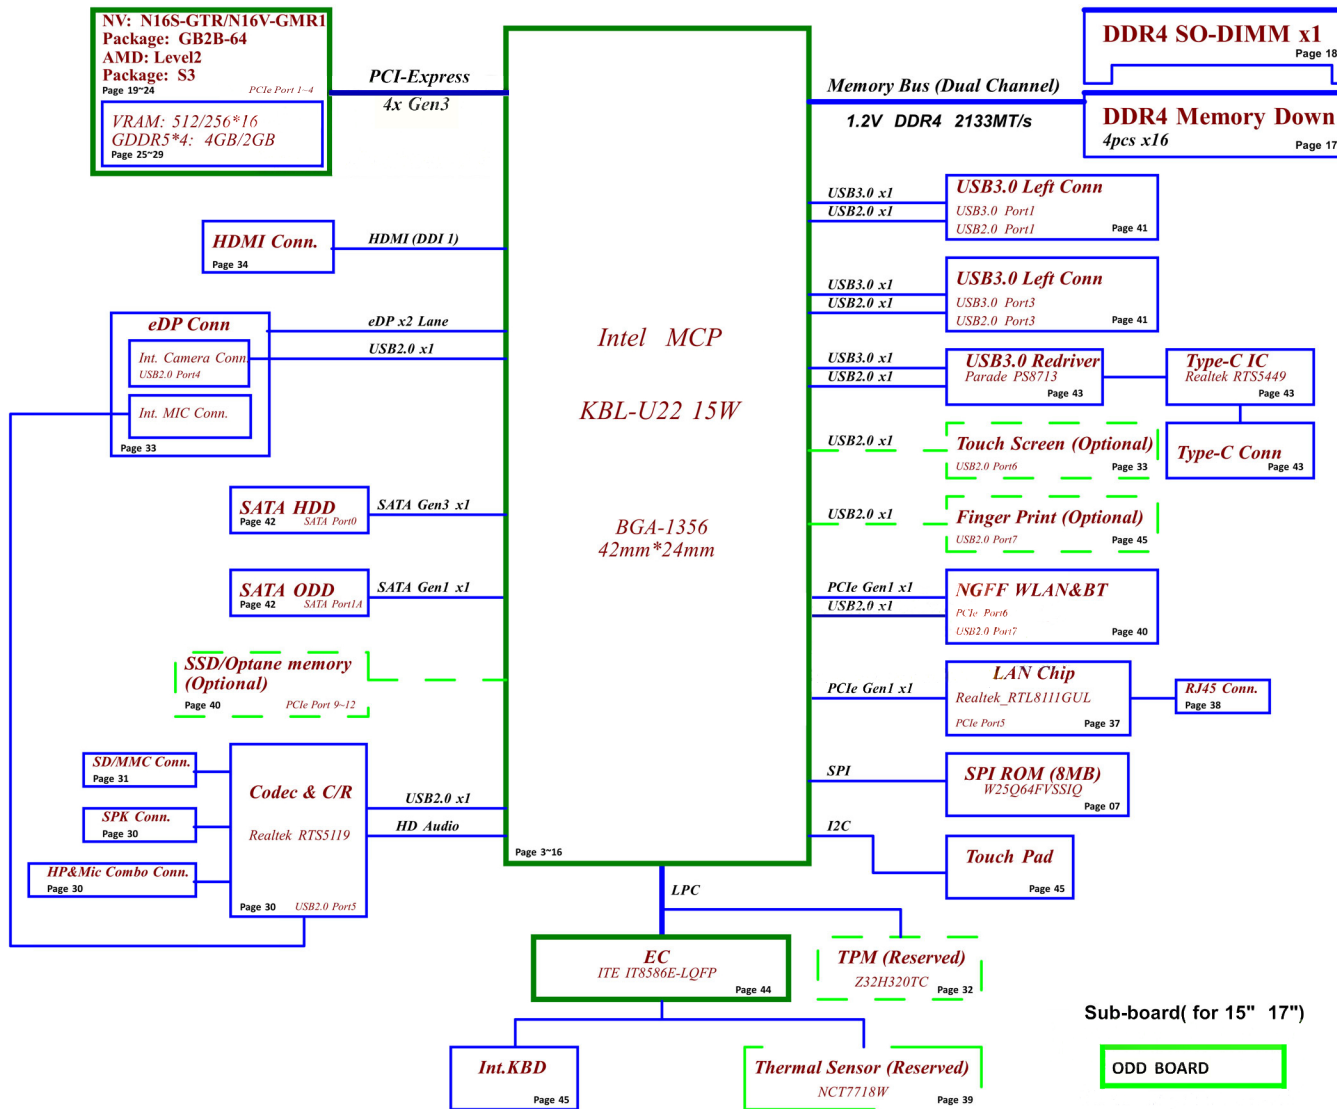 NV: N16S-GTR/N16V-GMR1
Package: GB2B-64
AMD: Level2
Package: S3
Page 19~24
PCIe Port 1~4
VRAM: 512/256*16
GDDR5*4: 4GB/2GB
Page 25~29
PCI-Express
4x Gen3
Memory Bus (Dual Channel)
1.2V DDR4 2133MT/s
DDR4 SO-DIMM x1
Page 18
DDR4 Memory Down
4pcs x16
Page 17
HDMI Conn.
Page 34
HDMI (DDI 1)
eDP Conn
Int. Camera Conn.
USB2.0 Port4
Int. MIC Conn.
Page 33
eDP x2 Lane
USB2.0 x1
SATA HDD
Page 42
SATA Port0
SATA Gen3 x1
SATA ODD
Page 42
SATA Port1A
SATA Gen1 x1
SSD/Optane memory
(Optional)
Page 40
PCIe Port 9~12
SD/MMC Conn.
Page 31
SPK Conn.
Page 30
HP&Mic Combo Conn.
Page 30
Codec & C/R
Realtek RTS5119
Page 30
USB2.0 Port5
USB2.0 x1
HD Audio
Intel MCP
KBL-U22 15W
BGA-1356
42mm*24mm
Page 3~16
USB3.0 x1
USB2.0 x1
USB3.0 Left Conn
USB3.0 Port1
USB2.0 Port1
Page 41
USB3.0 x1
USB2.0 x1
USB3.0 Left Conn
USB3.0 Port3
USB2.0 Port3
Page 41
USB3.0 x1
USB2.0 x1
USB3.0 Redriver
Parade PS8713
Page 43
Type-C IC
Realtek RTS5449
Page 43
Type-C Conn
Page 43
USB2.0 x1
Touch Screen (Optional)
USB2.0 Port6
Page 33
USB2.0 x1
Finger Print (Optional)
USB2.0 Port7
Page 45
PCIe Gen1 x1
USB2.0 x1
NGFF WLAN&BT
PCIe Port6
USB2.0 Port7
Page 40
PCIe Gen1 x1
LAN Chip
Realtek_RTL8111GUL
PCIe Port5
Page 37
RJ45 Conn.
Page 38
SPI
SPI ROM (8MB)
W25Q64FVSSIQ
Page 07
I2C
Touch Pad
Page 45
LPC
EC
ITE IT8586E-LQFP
Page 44
TPM (Reserved)
Z32H320TC
Page 32
Int.KBD
Page 45
Thermal Sensor (Reserved)
NCT7718W
Page 39
Sub-board( for 15" 17")
ODD BOARD